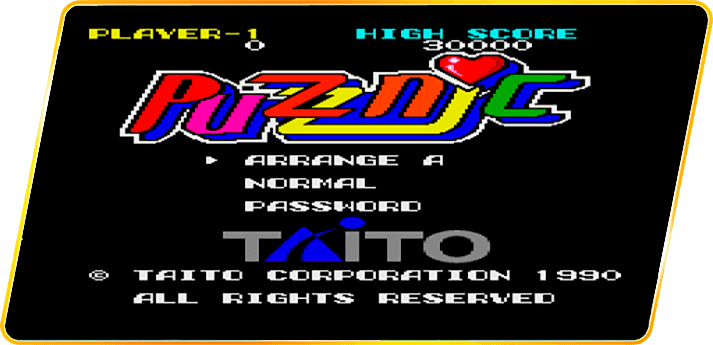 PLAYER-1 HIGH SCORE
0 30000
PUZZNIC
ARRANGE A
NORMAL
PASSWORD
TAITO
© TAITO CORPORATION 1990
ALL RIGHTS RESERVED